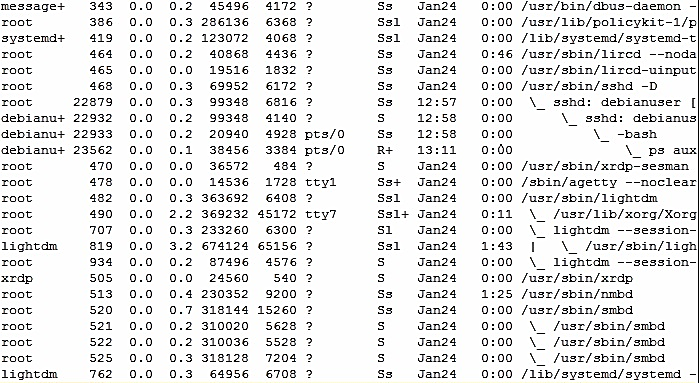 message+ 343 0.0 0.2 45496 4172 ? Ss Jan24 0:00 /usr/bin/dbus-daemon -
root 386 0.0 0.3 286136 6368 ? Ssl Jan24 0:00 /usr/lib/policykit-1/p
systemd+ 419 0.0 0.2 123072 4068 ? Ssl Jan24 0:00 /lib/systemd/systemd-t
root 464 0.0 0.2 40868 4436 ? Ss Jan24 0:46 /usr/sbin/lircd --noda
root 465 0.0 0.0 19516 1832 ? Ss Jan24 0:00 /usr/sbin/lircd-uinput
root 468 0.0 0.3 69952 6172 ? Ss Jan24 0:00 /usr/sbin/sshd -D
root 22879 0.0 0.3 99348 6816 ? Ss 12:57 0:00 \_ sshd: debianuser [
debianu+ 22932 0.0 0.2 99348 4140 ? S 12:58 0:00 \_ sshd: debianus
debianu+ 22933 0.0 0.2 20940 4928 pts/0 Ss 12:58 0:00 \_ -bash
debianu+ 23562 0.0 0.1 38456 3384 pts/0 R+ 13:11 0:00 \_ ps aux
root 470 0.0 0.0 36572 484 ? S Jan24 0:00 /usr/sbin/xrdp-sesman
root 478 0.0 0.0 14536 1728 tty1 Ss+ Jan24 0:00 /sbin/agetty --noclear
root 482 0.0 0.3 363692 6408 ? Ssl Jan24 0:00 /usr/sbin/lightdm
root 490 0.0 2.2 369232 45172 tty7 Ssl+ Jan24 0:11 \_ /usr/lib/xorg/Xorg
root 707 0.0 0.3 233260 6300 ? Sl Jan24 0:00 \_ lightdm --session-
lightdm 819 0.0 3.2 674124 65156 ? Ssl Jan24 1:43 | \_ /usr/sbin/ligh
root 934 0.0 0.2 87496 4576 ? S Jan24 0:00 \_ lightdm --session-
xrdp 505 0.0 0.0 24560 540 ? S Jan24 0:00 /usr/sbin/xrdp
root 513 0.0 0.4 230352 9200 ? Ss Jan24 1:25 /usr/sbin/nmbd
root 520 0.0 0.7 318144 15260 ? Ss Jan24 0:00 /usr/sbin/smbd
root 521 0.0 0.2 310020 5628 ? S Jan24 0:00 \_ /usr/sbin/smbd
root 522 0.0 0.2 310036 5528 ? S Jan24 0:00 \_ /usr/sbin/smbd
root 525 0.0 0.3 318128 7204 ? S Jan24 0:00 \_ /usr/sbin/smbd
lightdm 762 0.0 0.3 64956 6708 ? Ss Jan24 0:00 /lib/systemd/systemd -